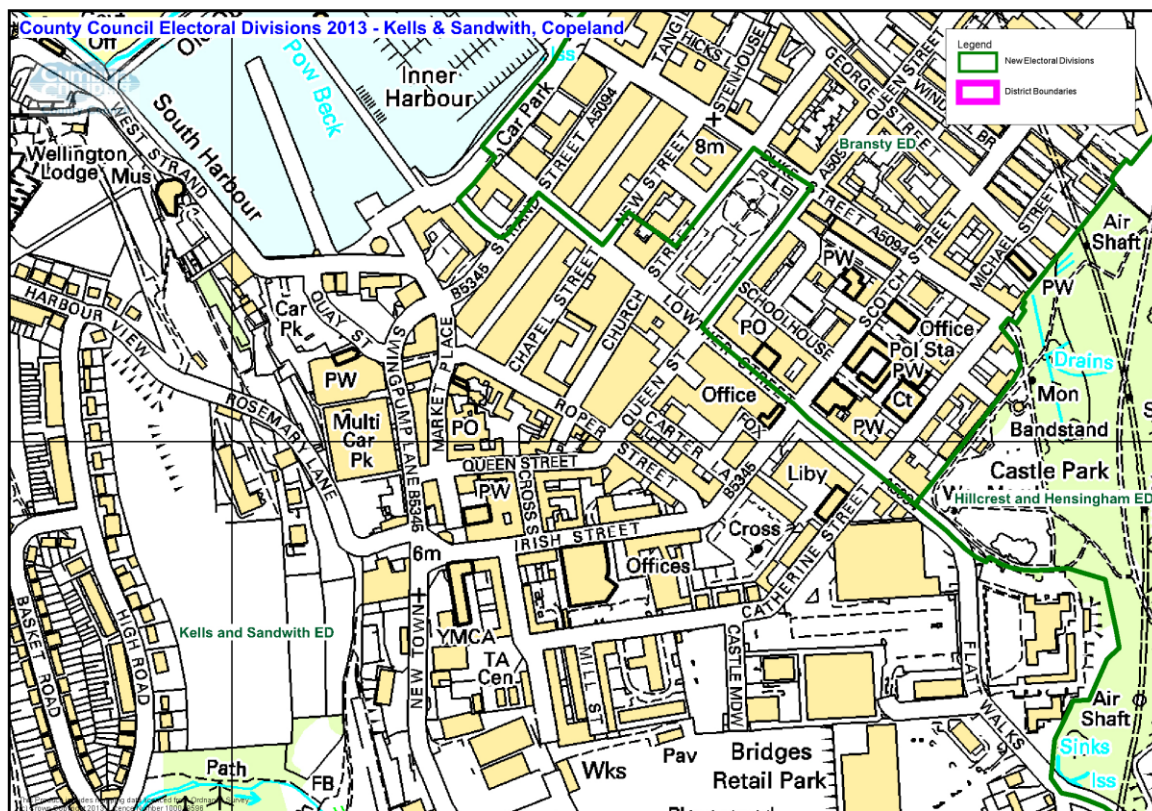 County Council Electoral Divisions 2013 - Kells & Sandwith, Copeland
Legend
New Electoral Divisions
District Boundaries
Off
Pow Beck
Inner
Harbour
Iss
HICKS
STENHOUSE
GEORGE
QUEEN STREET
Cumbria
WEST STRAND
South Harbour
Wellington
Lodge
Mus
Car Park
STREET A5094
STREET
8m
Bransty ED
DUKE STREET
A5094
PW
SCOTCH STREET
MICHAEL STREET
Air
Shaft
PW
STRAND
B5345
HARBOUR VIEW
Car
Pk
QUAY ST
SWINGPUMP LANE B5345
MARKET PLACE
CHAPEL STREET
CHURCH STREET
LOWTHER STREET
SCHOOLHOUSE
PO
Office
Pol Sta
PW
Ct
PW
Drains
Mon
Bandstand
PW
Multi
Car
Pk
ROSEMARY LANE
PO
ROPER STREET
QUEEN ST
CARTER LA
Office
FOX
B5345
QUEEN STREET
PW
CROSS ST
IRISH STREET
Liby
Castle Park
Hillcrest and Hensingham ED
6m
Offices
Cross
CATHERINE STREET
BASKET ROAD
HIGH ROAD
Kells and Sandwith ED
NEW TOWN
YMCA
TA
Cen
MILL ST
CASTLE MDW
FLATT WALKS
Air
Shaft
Sinks
Iss
Path
FB
Wks
Pav
Bridges
Retail Park